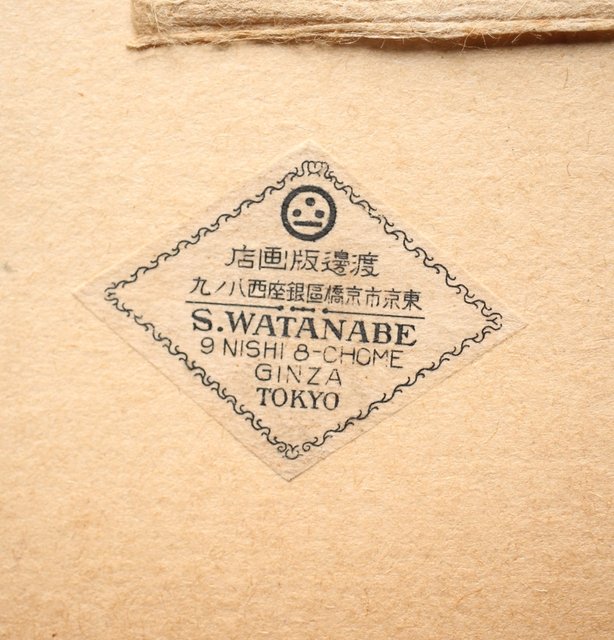 渡邊版画店
東京市京橋區銀座西八ノ九
S. WATANABE
9 NISHI 8-CHOME
GINZA
TOKYO